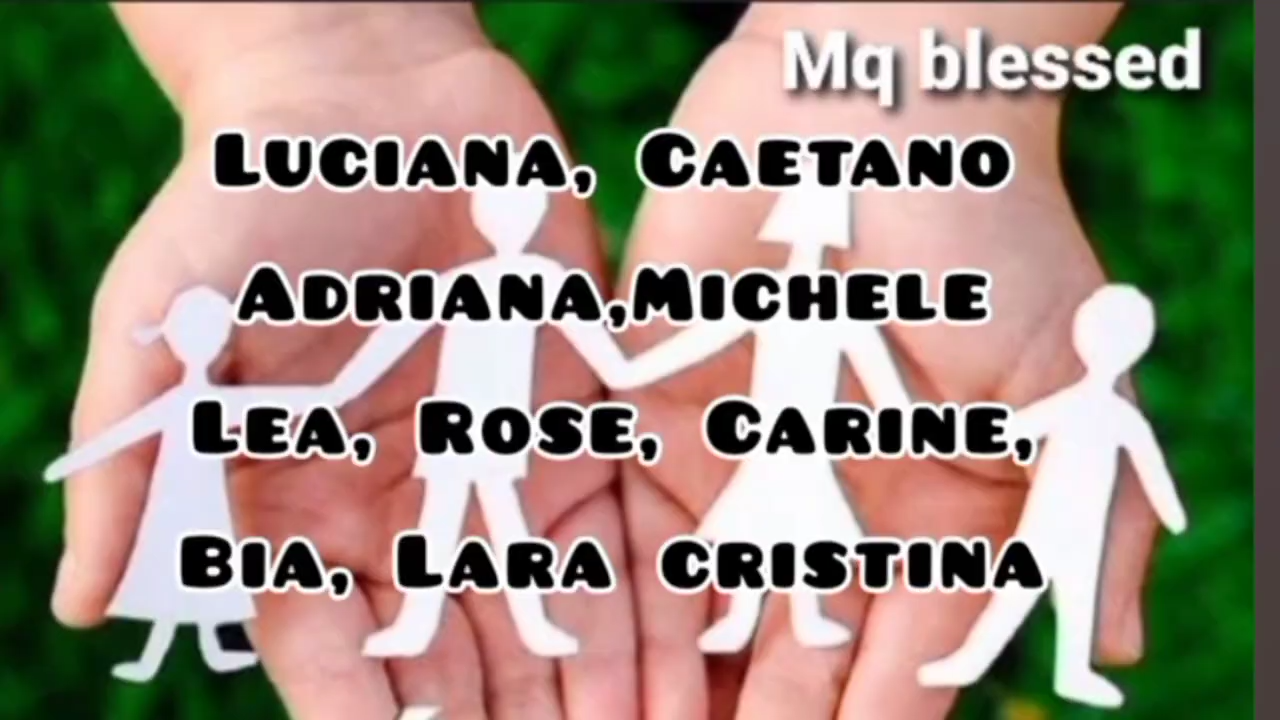 Mq blessed
Luciana, Caetano
Adriana,Michele
Lea, Rose, Carine,
Bia, Lara cristina